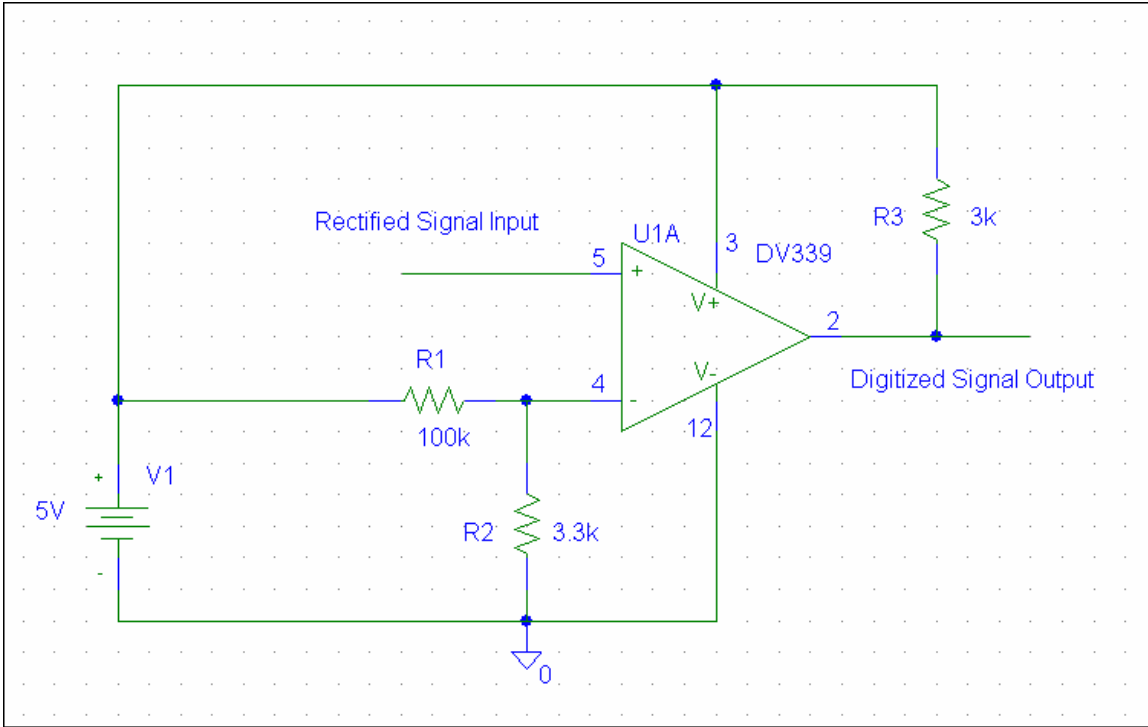 Rectified Signal Input
U1A
3
DV339
R3
3k
5
+
V+
2
R1
V-
Digitized Signal Output
4
-
100k
12
+
V1
5V
R2
3.3k
-
0